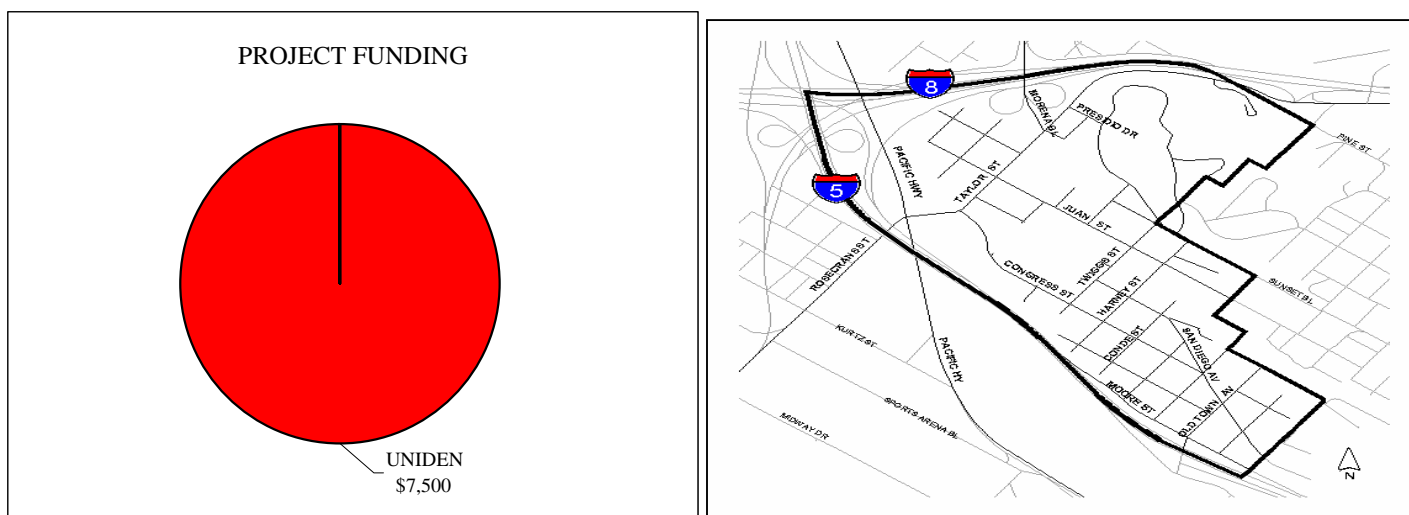 PROJECT FUNDING
UNIDEN
$7,500
8
MORENA BL
PRESIDIO DR
PINE ST
PACIFIC HWY
TAYLOR ST
5
JUAN ST
ROSECRANS ST
CONGRESS ST
TWIGGS ST
HARNEY ST
SUNSET BL
KURTZ ST
PACIFIC HY
CONDE ST
SAN DIEGO AV
MOORE ST
OLD TOWN AV
SPORTS ARENA BL
MIDWAY DR
N